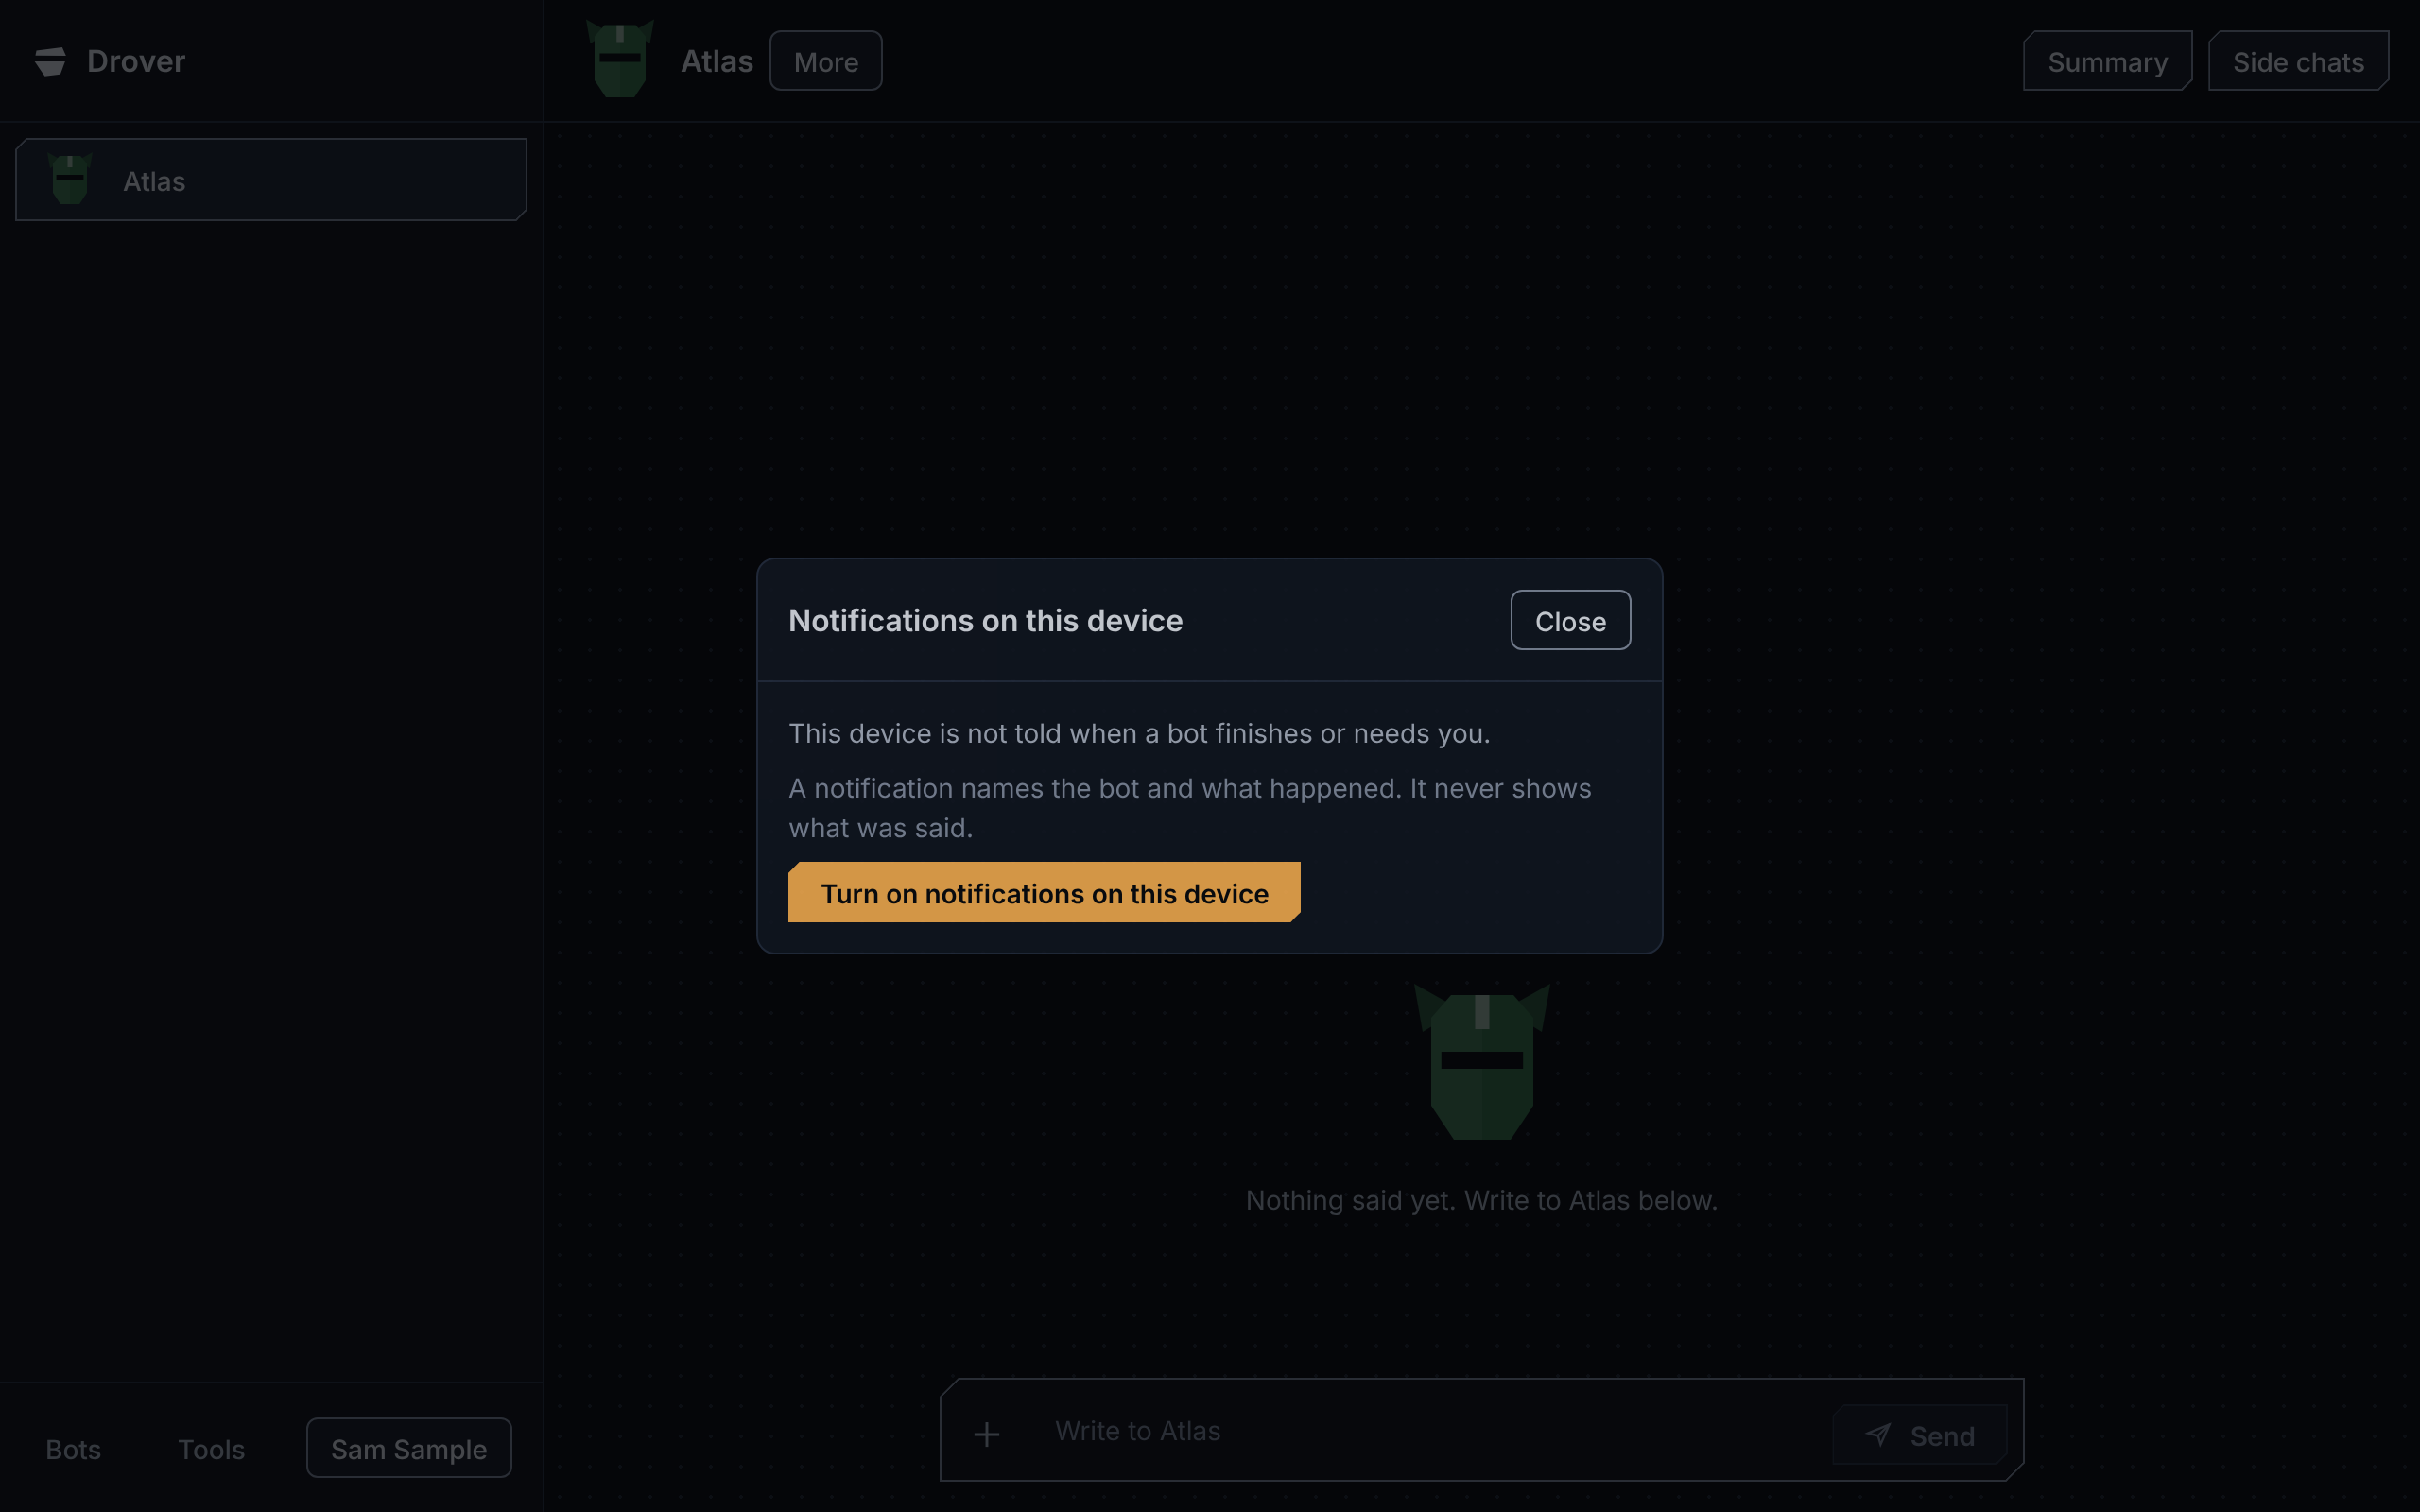 Drover
Atlas
More
Summary
Side chats
Atlas
Notifications on this device
Close
This device is not told when a bot finishes or needs you.
A notification names the bot and what happened. It never shows
what was said.
Turn on notifications on this device
Nothing said yet. Write to Atlas below.
Write to Atlas
Send
Bots
Tools
Sam Sample